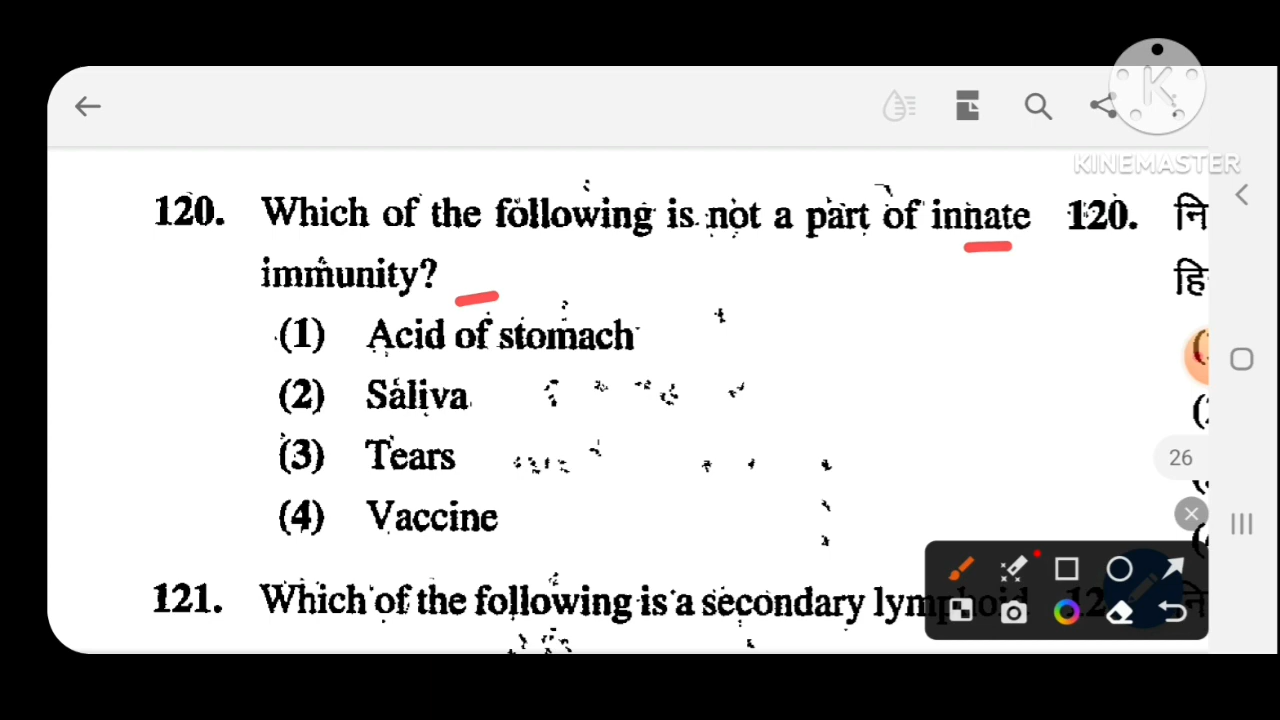 KINEMASTER
120. Which of the following is not a part of innate
immunity?
(1) Acid of stomach
(2) Saliva
(3) Tears
(4) Vaccine
121. Which of the following is a secondary lymphoid
120. नि
हि
26